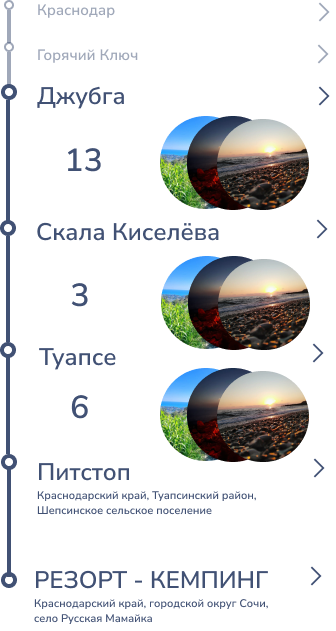 Краснодар
Горячий Ключ
Джубга
13
Скала Киселёва
3
Туапсе
6
Питстоп
Краснодарский край, Туапсинский район,
Шепсинское сельское поселение
РЕЗОРТ - КЕМПИНГ
Краснодарский край, городской округ Сочи,
село Русская Мамайка